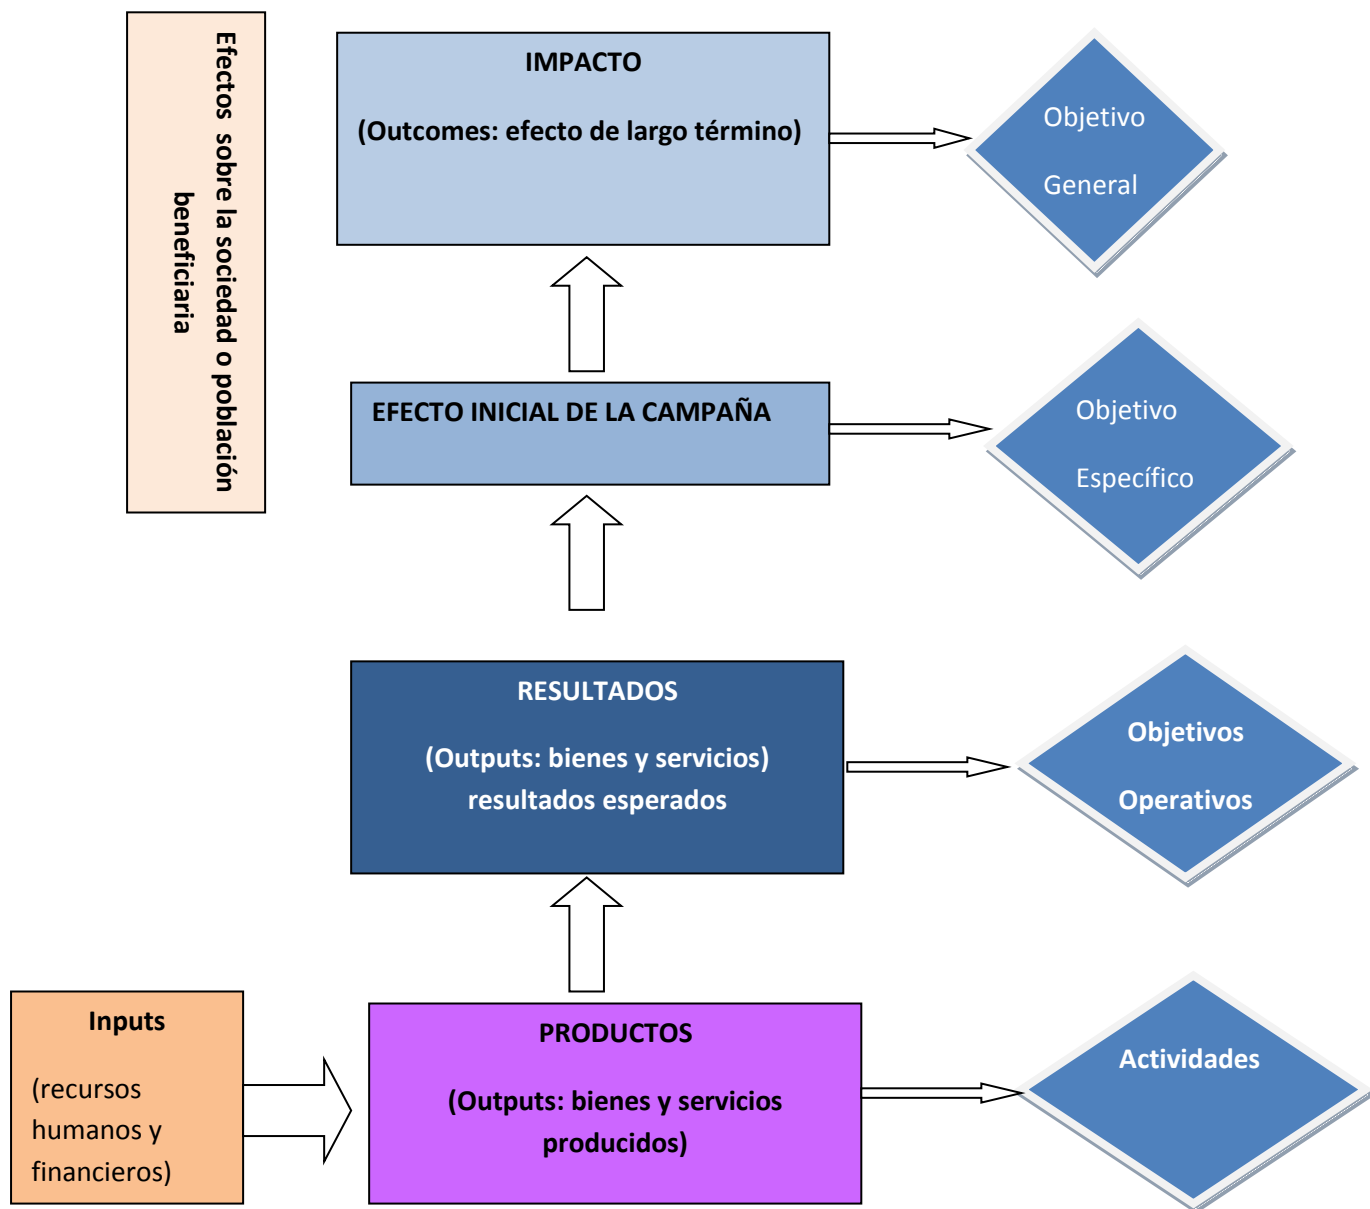 Efectos sobre la sociedad o población
beneficiaria
IMPACTO
(Outcomes: efecto de largo término)
Objetivo
General
EFECTO INICIAL DE LA CAMPAÑA
Objetivo
Específico
RESULTADOS
(Outputs: bienes y servicios)
resultados esperados
Objetivos
Operativos
Inputs
(recursos
humanos y
financieros)
PRODUCTOS
(Outputs: bienes y servicios
producidos)
Actividades